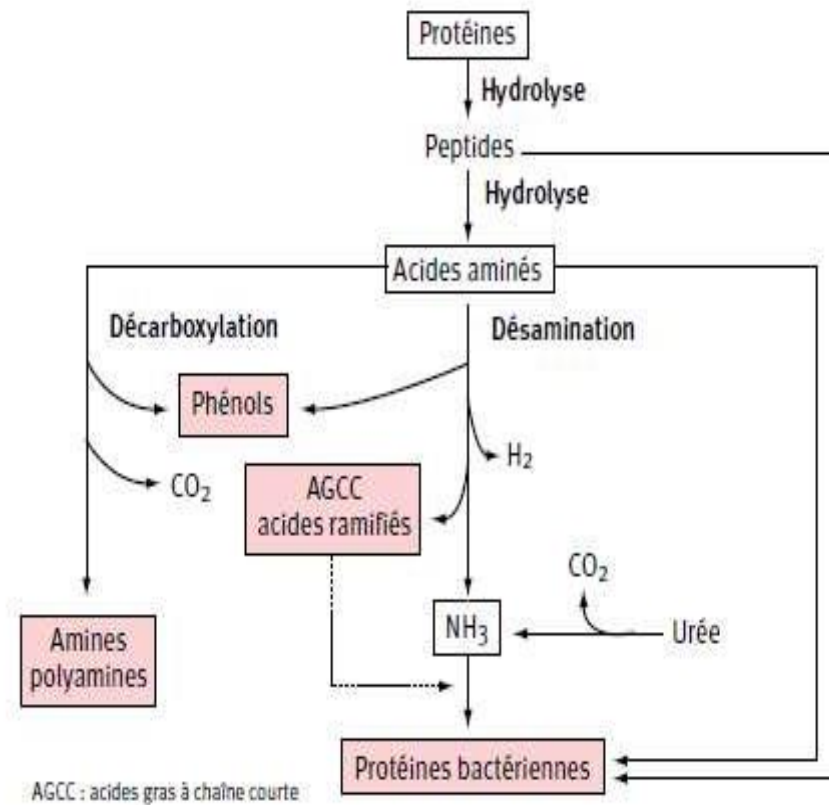 Protéines
Hydrolyse
Peptides
Hydrolyse
Acides aminés
Décarboxylation
Désamination
Phénols
H2
CO2
AGCC
acides ramifiés
CO2
NH3
Urée
Amines
polyamines
Protéines bactériennes
AGCC : acides gras à chaîne courte